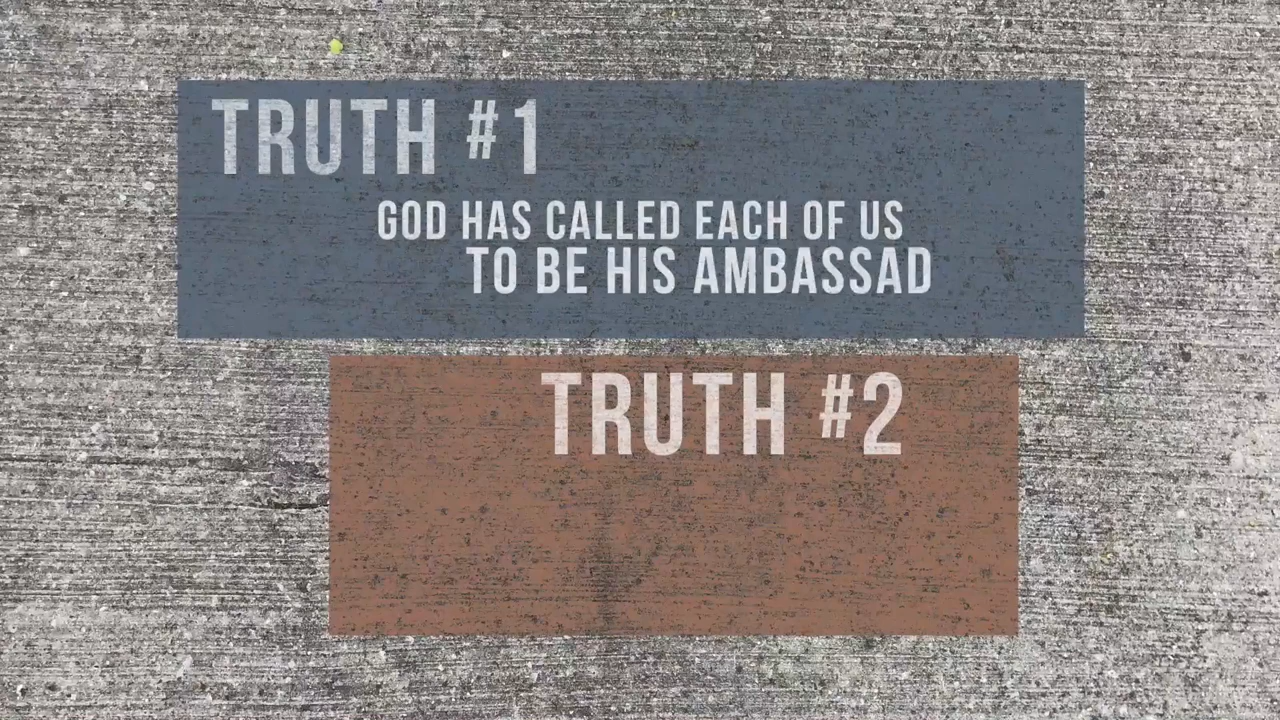 TRUTH #1
GOD HAS CALLED EACH OF US
TO BE HIS AMBASSAD
TRUTH #2